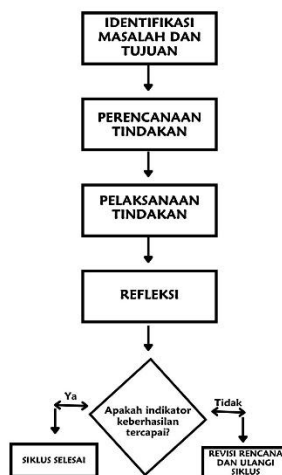 IDENTIFIKASI
MASALAH DAN
TUJUAN
PERENCANAAN
TINDAKAN
PELAKSANAAN
TINDAKAN
REFLEKSI
Apakah indikator
keberhasilan
tercapai?
Ya
Tidak
SIKLUS SELESAI
REVISI RENCANA
DAN ULANGI
SIKLUS